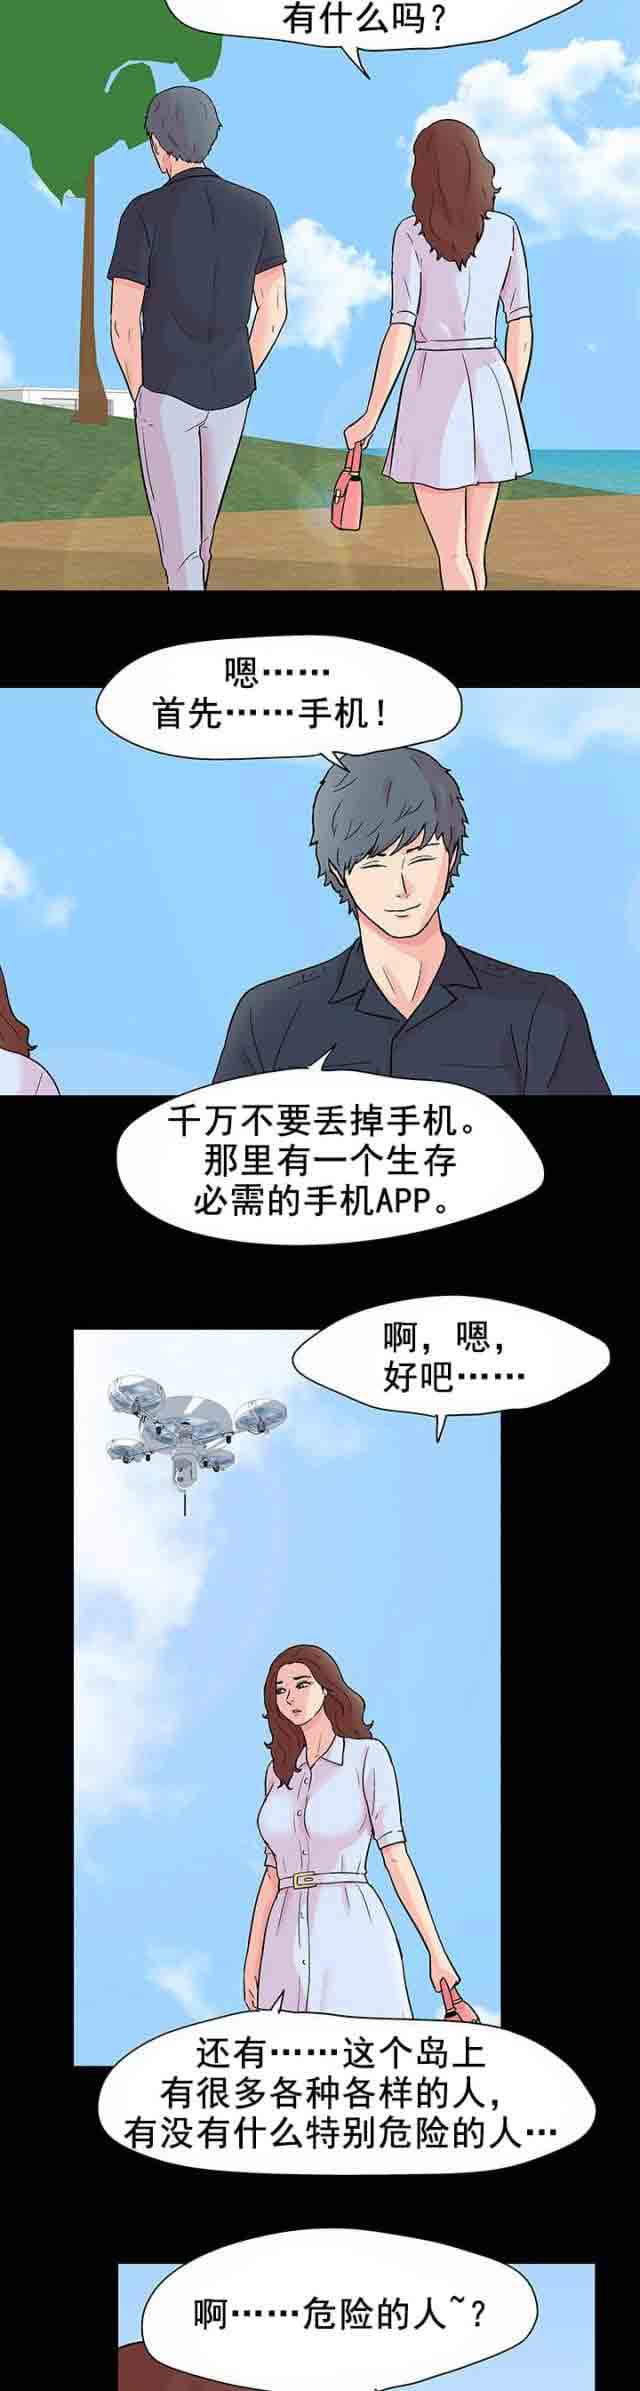 有什么吗？
嗯……
首先……手机！
千万不要丢掉手机。
那里有一个生存
必需的手机APP。
啊，嗯，
好吧……
还有……这个岛上
有很多各种各样的人，
有没有什么特别危险的人…
啊……危险的人~？